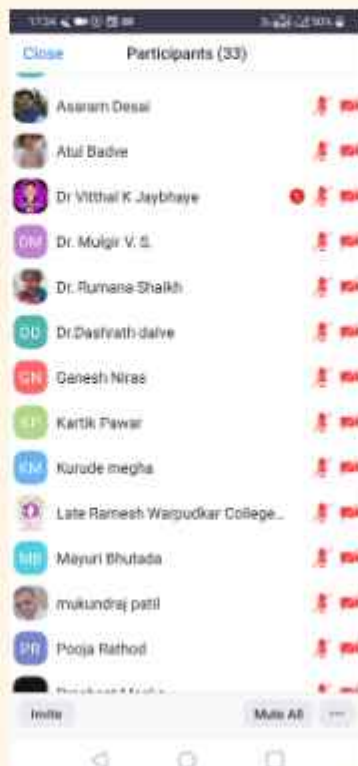 17:34
Close
Participants (33)
Asaram Desai
Atul Badve
Dr Vitthal K Jaybhaye
DM Dr. Mulgir V. S.
Dr. Rumana Shaikh
DD Dr.Dashrath dalve
GN Ganesh Niras
KP Kartik Pawar
KM Kurude megha
Late Ramesh Warpudkar College...
MB Mayuri Bhutada
mukundraj patil
PR Pooja Rathod
Invite
Mute All